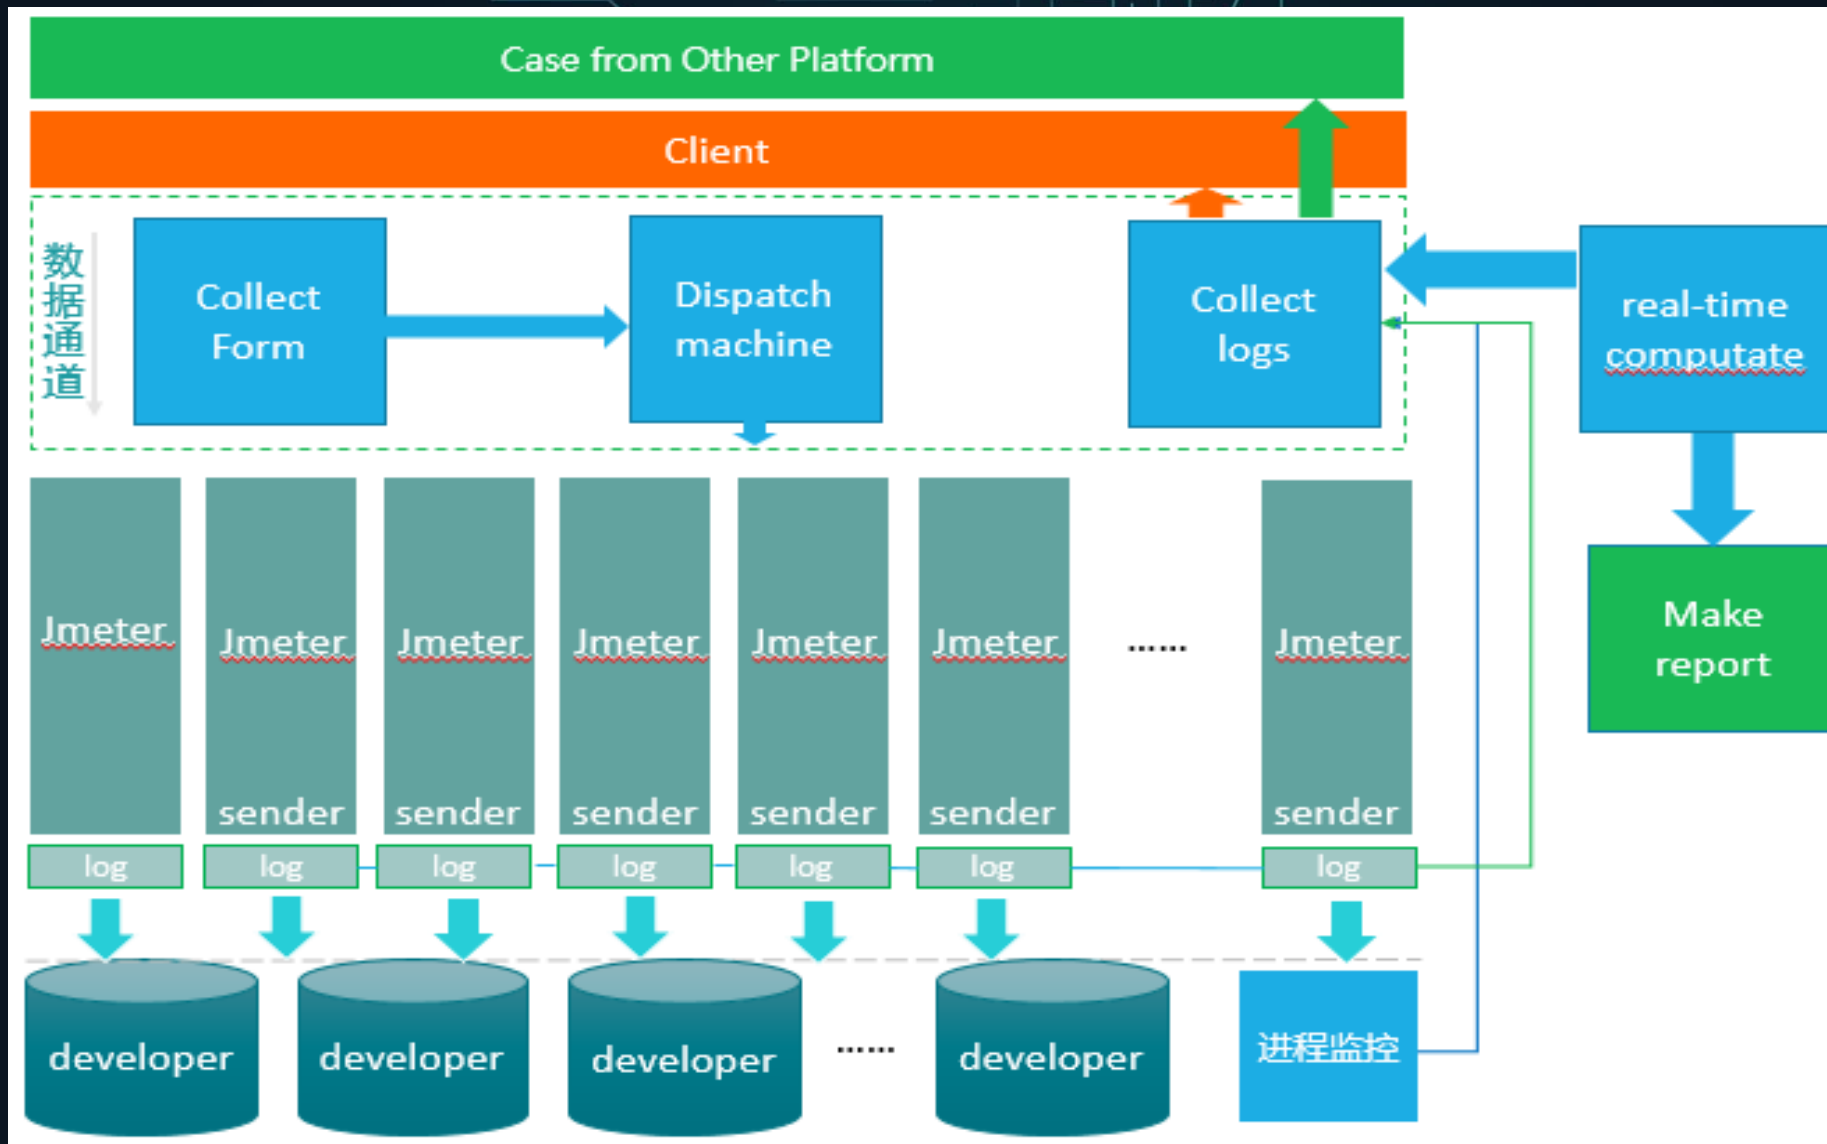 Case from Other Platform
Client
数据通道
Collect
Form
Dispatch
machine
Collect
logs
real-time
computate
Jmeter
Jmeter
Jmeter
Jmeter
Jmeter
Jmeter
......
Jmeter
Make
report
sender
sender
sender
sender
sender
sender
log
log
log
log
log
log
log
developer
developer
developer
......
developer
进程监控